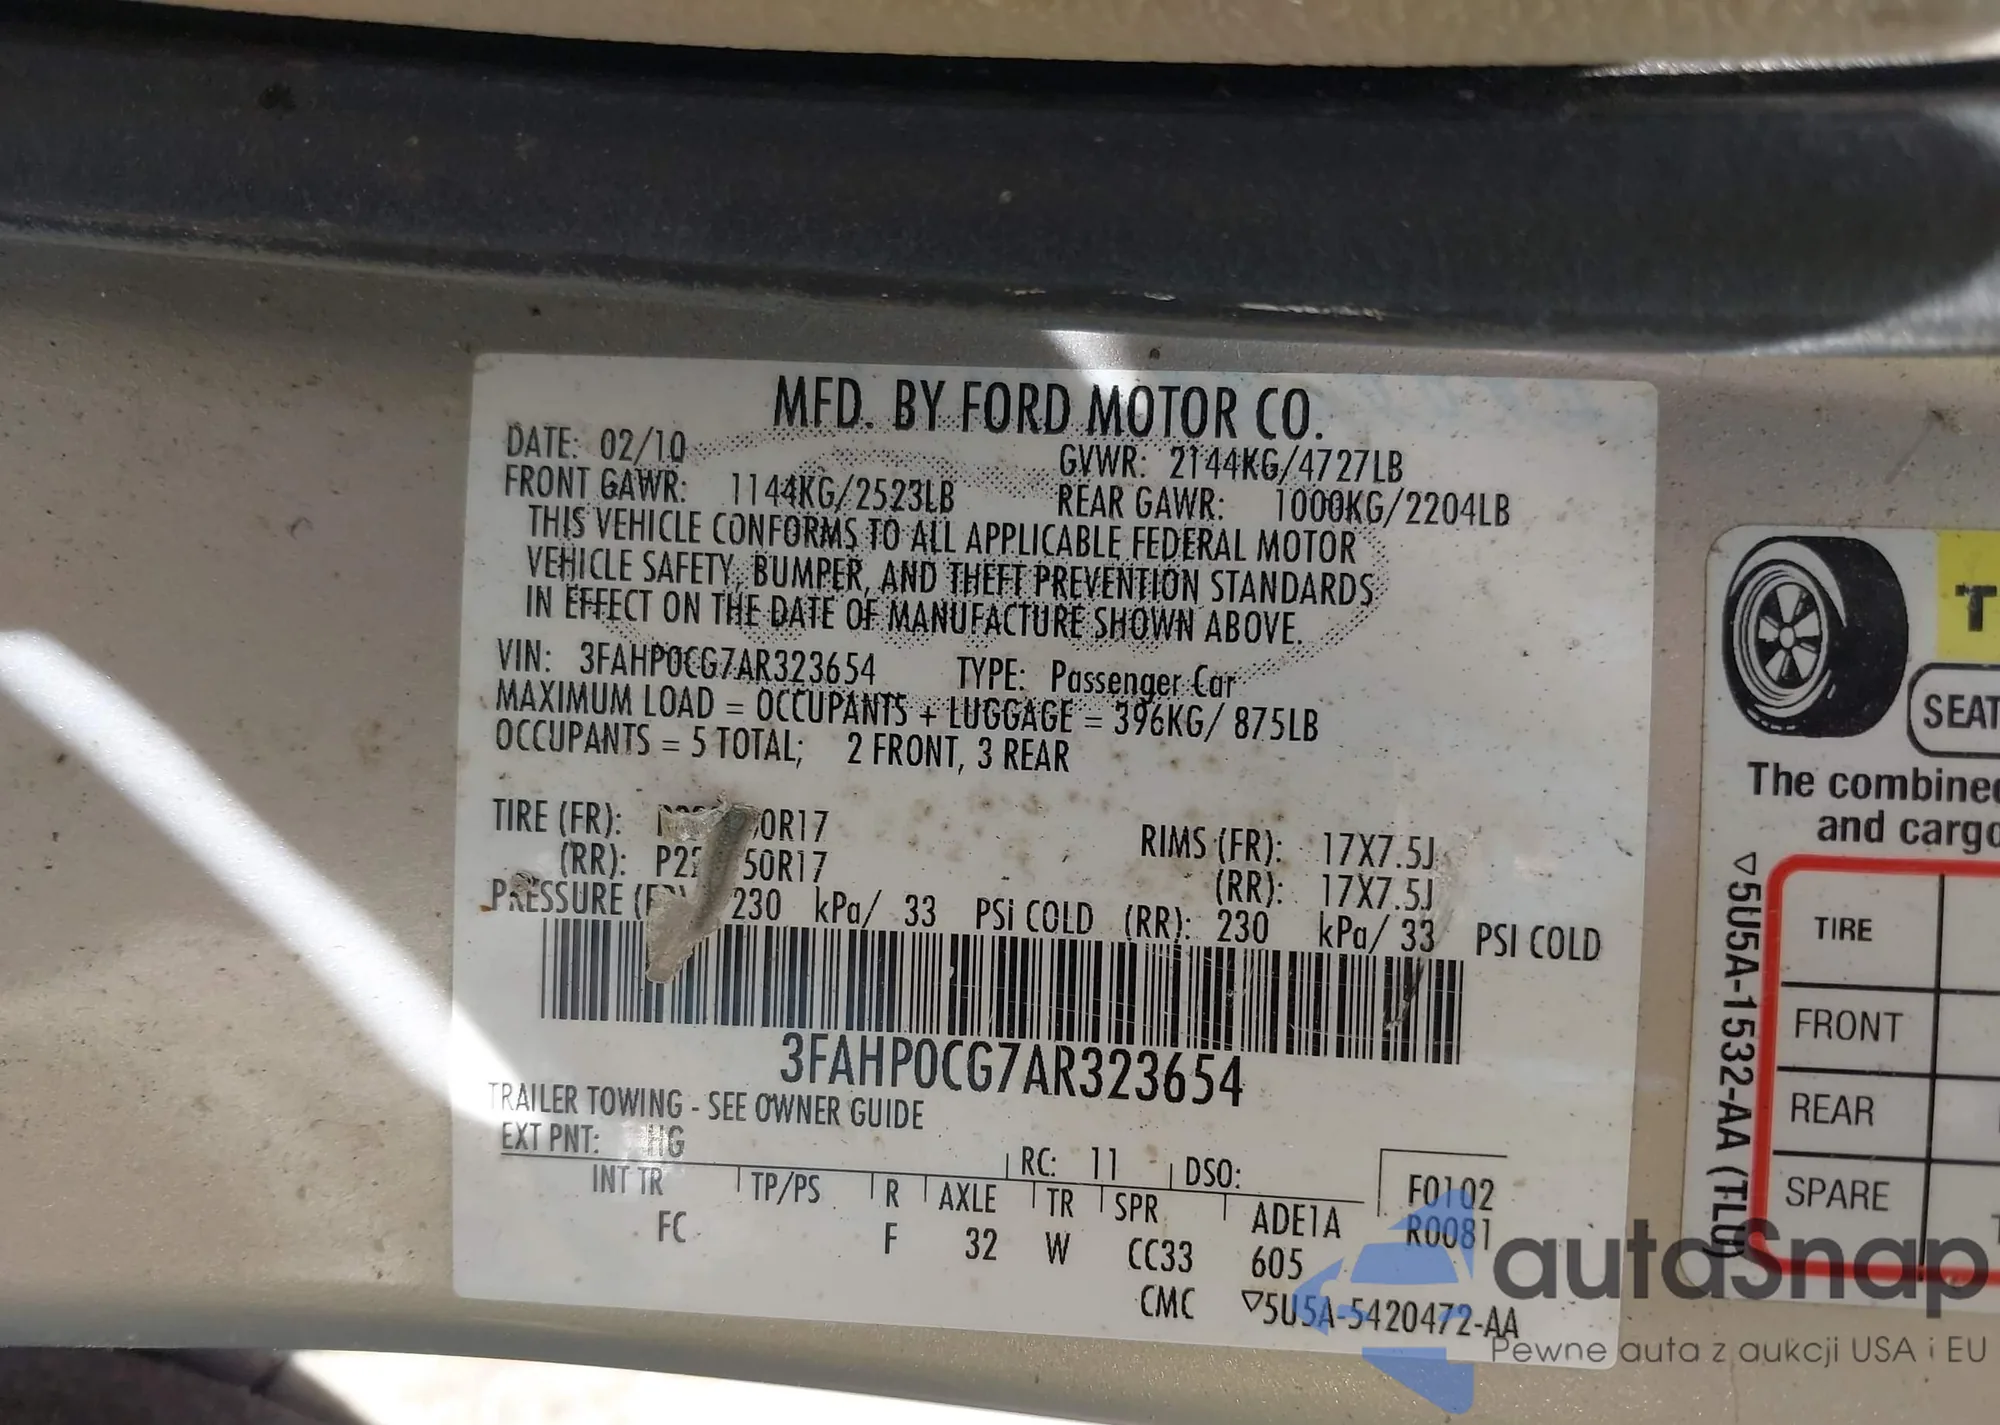 MFD. BY FORD MOTOR CO.
DATE: 02/10 GVWR: 2144KG/4727LB
FRONT GAWR: 1144KG/2523LB REAR GAWR: 1000KG/2204LB
THIS VEHICLE CONFORMS TO ALL APPLICABLE FEDERAL MOTOR
VEHICLE SAFETY, BUMPER, AND THEFT PREVENTION STANDARDS
IN EFFECT ON THE DATE OF MANUFACTURE SHOWN ABOVE.
VIN: 3FAHP0CG7AR323654 TYPE: Passenger Car
MAXIMUM LOAD = OCCUPANTS + LUGGAGE = 396KG/ 875LB
OCCUPANTS = 5 TOTAL; 2 FRONT, 3 REAR
TIRE (FR): 0R17 RIMS (FR): 17X7.5J
(RR): P22 50R17 (RR): 17X7.5J
PRESSURE 230 kPa/ 33 PSi COLD (RR): 230 kPa/ 33 PSI COLD
3FAHP0CG7AR323654
TRAILER TOWING - SEE OWNER GUIDE
EXT PNT: HG RC: 11 DSO:
INT TR TP/PS R AXLE TR SPR ADE1A F0102
FC F 32 W CC33 605 R0081
CMC ▽5U5A-5420472-AA
SEAT
The combined
and cargo
TIRE
FRONT
REAR
SPARE
▽5U5A-1532-AA (TLU)
autoSnap
Pewne auta z aukcji USA i EU